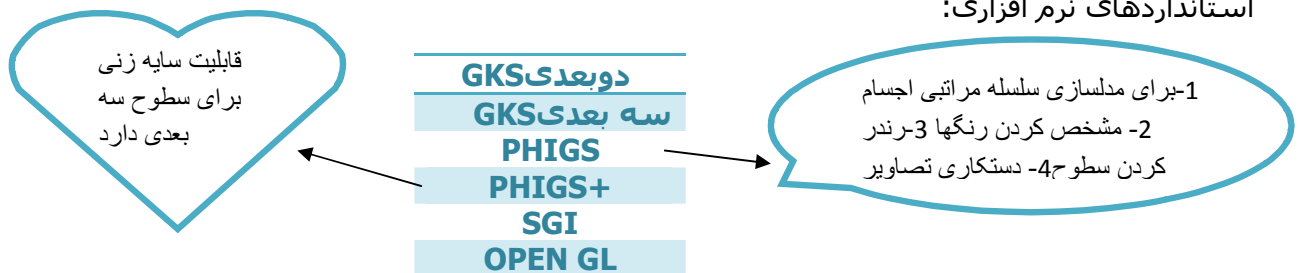 استانداردهای نرم افزاری:
قابلیت سایه زنی
برای سطوح سه
بعدی دارد
دوبعدیGKS
سه بعدیGKS
PHIGS
PHIGS+
SGI
OPEN GL
1-برای مدلسازی سلسله مراتبی اجسام
2- مشخص کردن رنگها 3-رندر
کردن سطوح4- دستکاری تصاویر